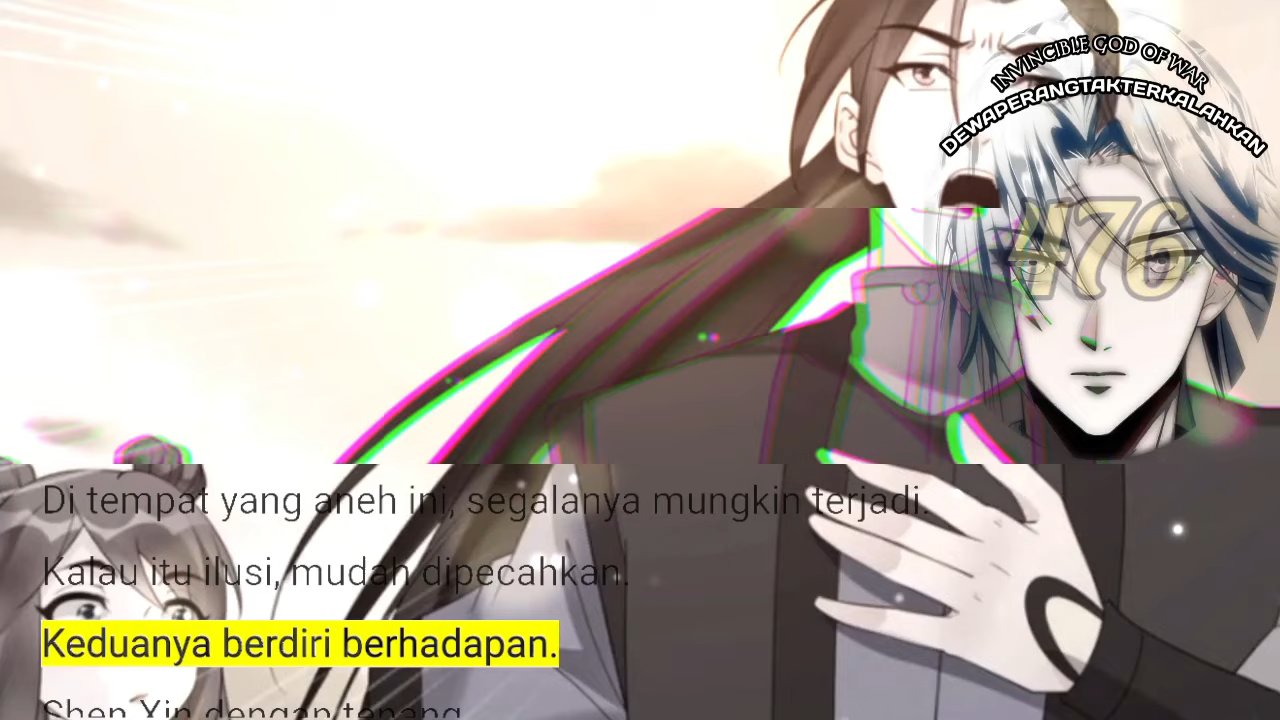 INVINCIBLE GOD OF WAR
DEWAPERANGTAKTERKALAHKAN
#76
Di tempat yang aneh ini, segalanya mungkin terjadi.
Kalau itu ilusi, mudah dipecahkan.
Keduanya berdiri berhadapan.
Shen Xin dengan tenang